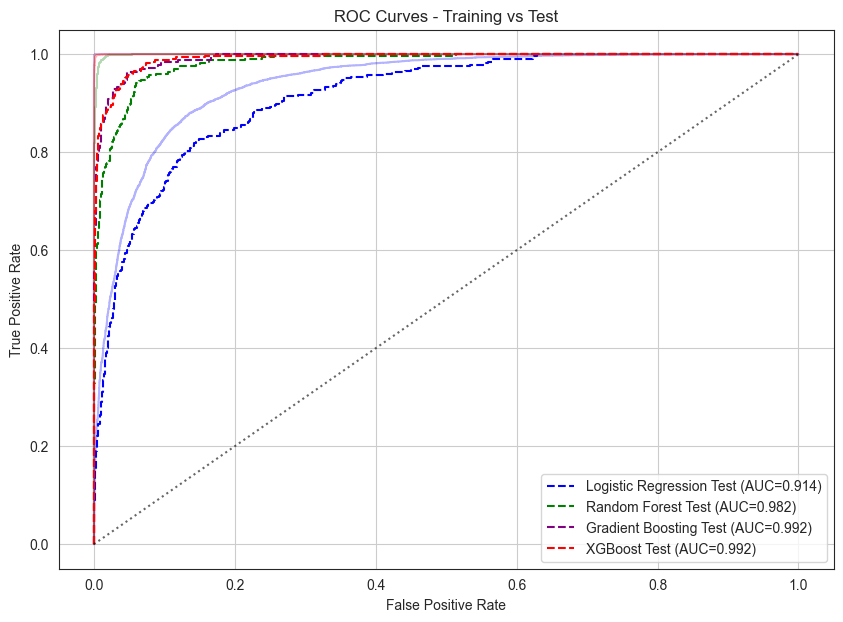 ROC Curves - Training vs Test
True Positive Rate
1.0
0.8
0.6
0.4
0.2
0.0
0.0 0.2 0.4 0.6 0.8 1.0
False Positive Rate
Logistic Regression Test (AUC=0.914)
Random Forest Test (AUC=0.982)
Gradient Boosting Test (AUC=0.992)
XGBoost Test (AUC=0.992)